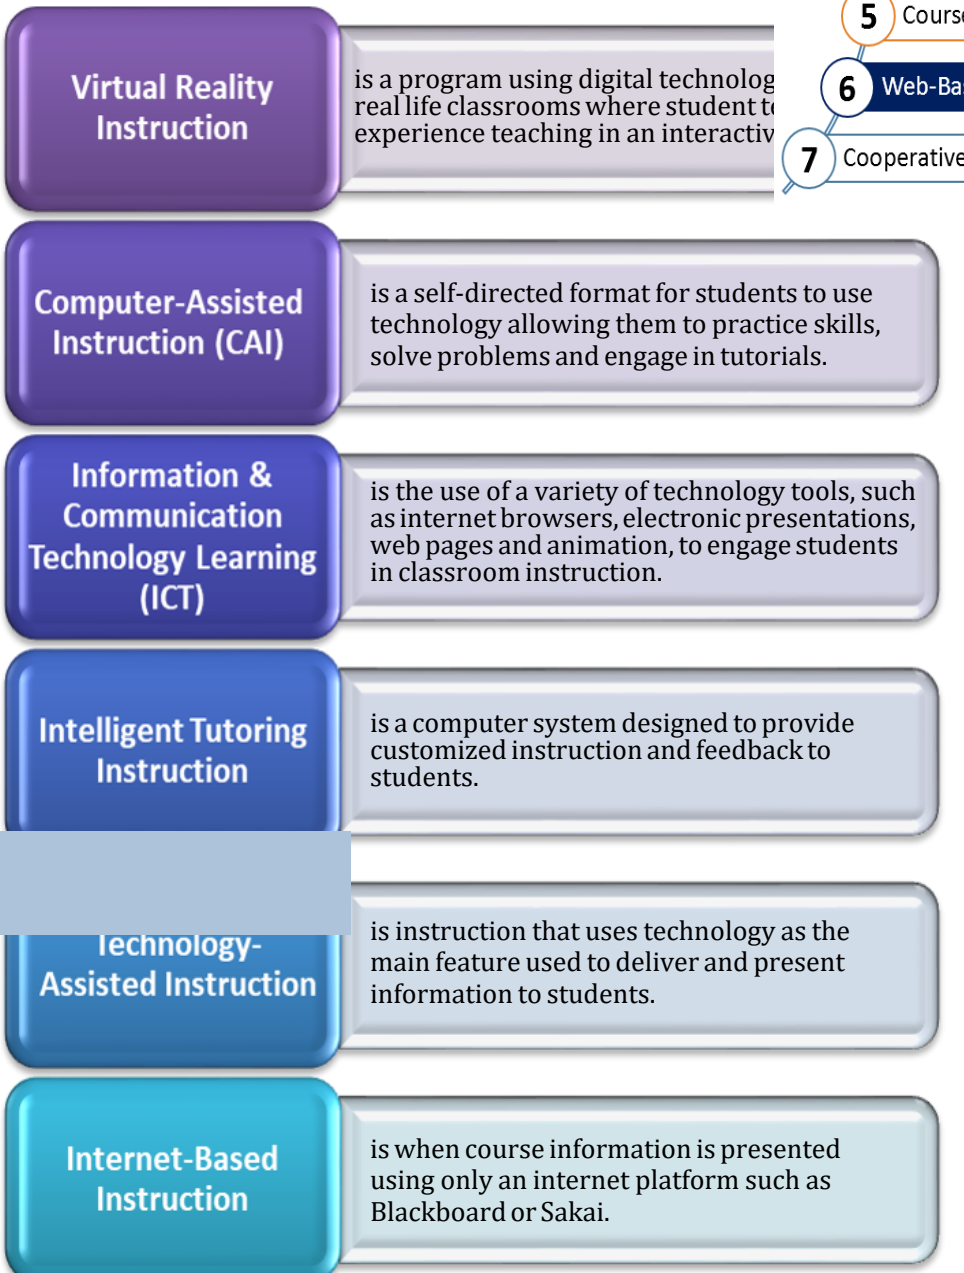 Virtual Reality
Instruction
is a program using digital
real life classrooms where student
experience teaching in an
5
6
7 Cooperative
Computer-Assisted
Instruction (CAI)
is a self-directed format for students to use
technology allowing them to practice skills,
solve problems and engage in tutorials.
Information &
Communication
Technology Learning
(ICT)
is the use of a variety of technology tools, such
as internet browsers, electronic presentations,
web pages and animation, to engage students
in classroom instruction.
Intelligent Tutoring
Instruction
is a computer system designed to provide
customized instruction and feedback to
students.
Technology-
Assisted Instruction
is instruction that uses technology as the
main feature used to deliver and present
information to students.
Internet-Based
Instruction
is when course information is presented
using only an internet platform such as
Blackboard or Sakai.